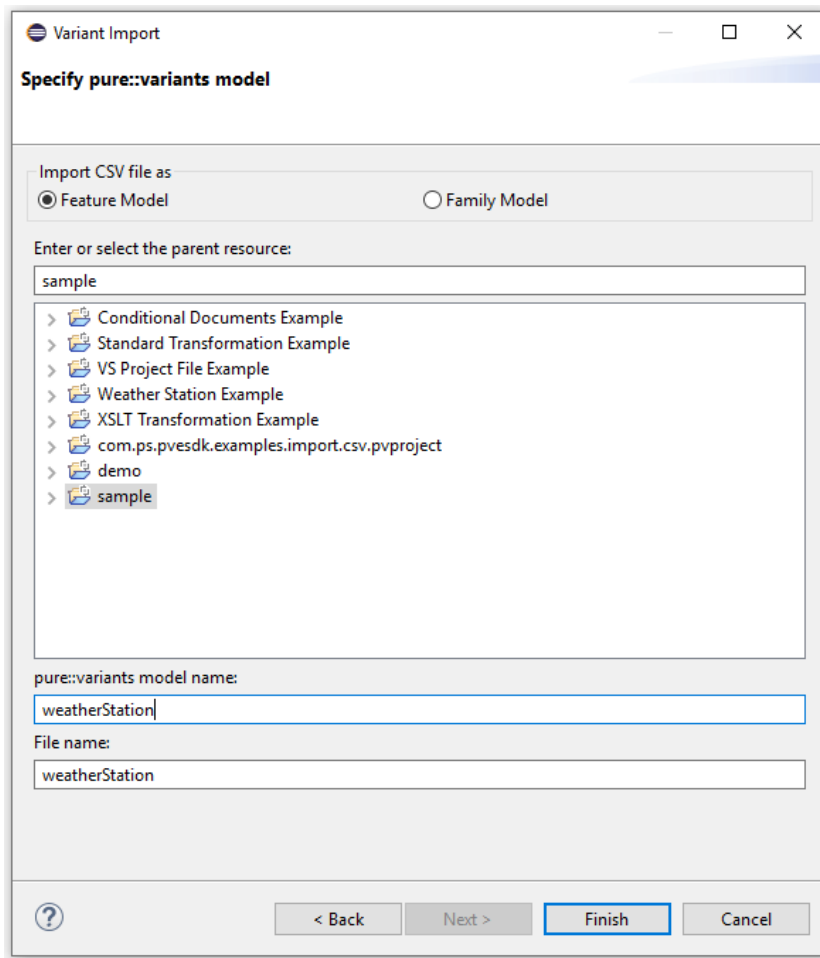 Variant Import
Specify pure::variants model
Import CSV file as
Feature Model
Family Model
Enter or select the parent resource:
sample
Conditional Documents Example
Standard Transformation Example
VS Project File Example
Weather Station Example
XSLT Transformation Example
com.ps.pvesdk.examples.import.csv.pvproject
demo
sample
pure::variants model name:
weatherStation
File name:
weatherStation
?
< Back
Next >
Finish
Cancel